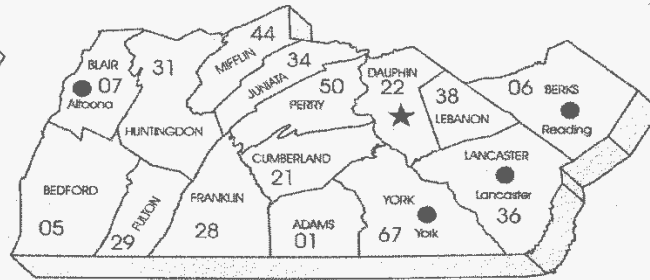 44
MIFFLIN
BLAIR
07
Altoona
31
HUNTINGDON
34
JUNIATA
50
PERRY
DAUPHIN
22
38
LEBANON
06
BERKS
Reading
CUMBERLAND
21
LANCASTER
Lancaster
36
BEDFORD
05
FULTON
29
FRANKLIN
28
ADAMS
01
YORK
York
67